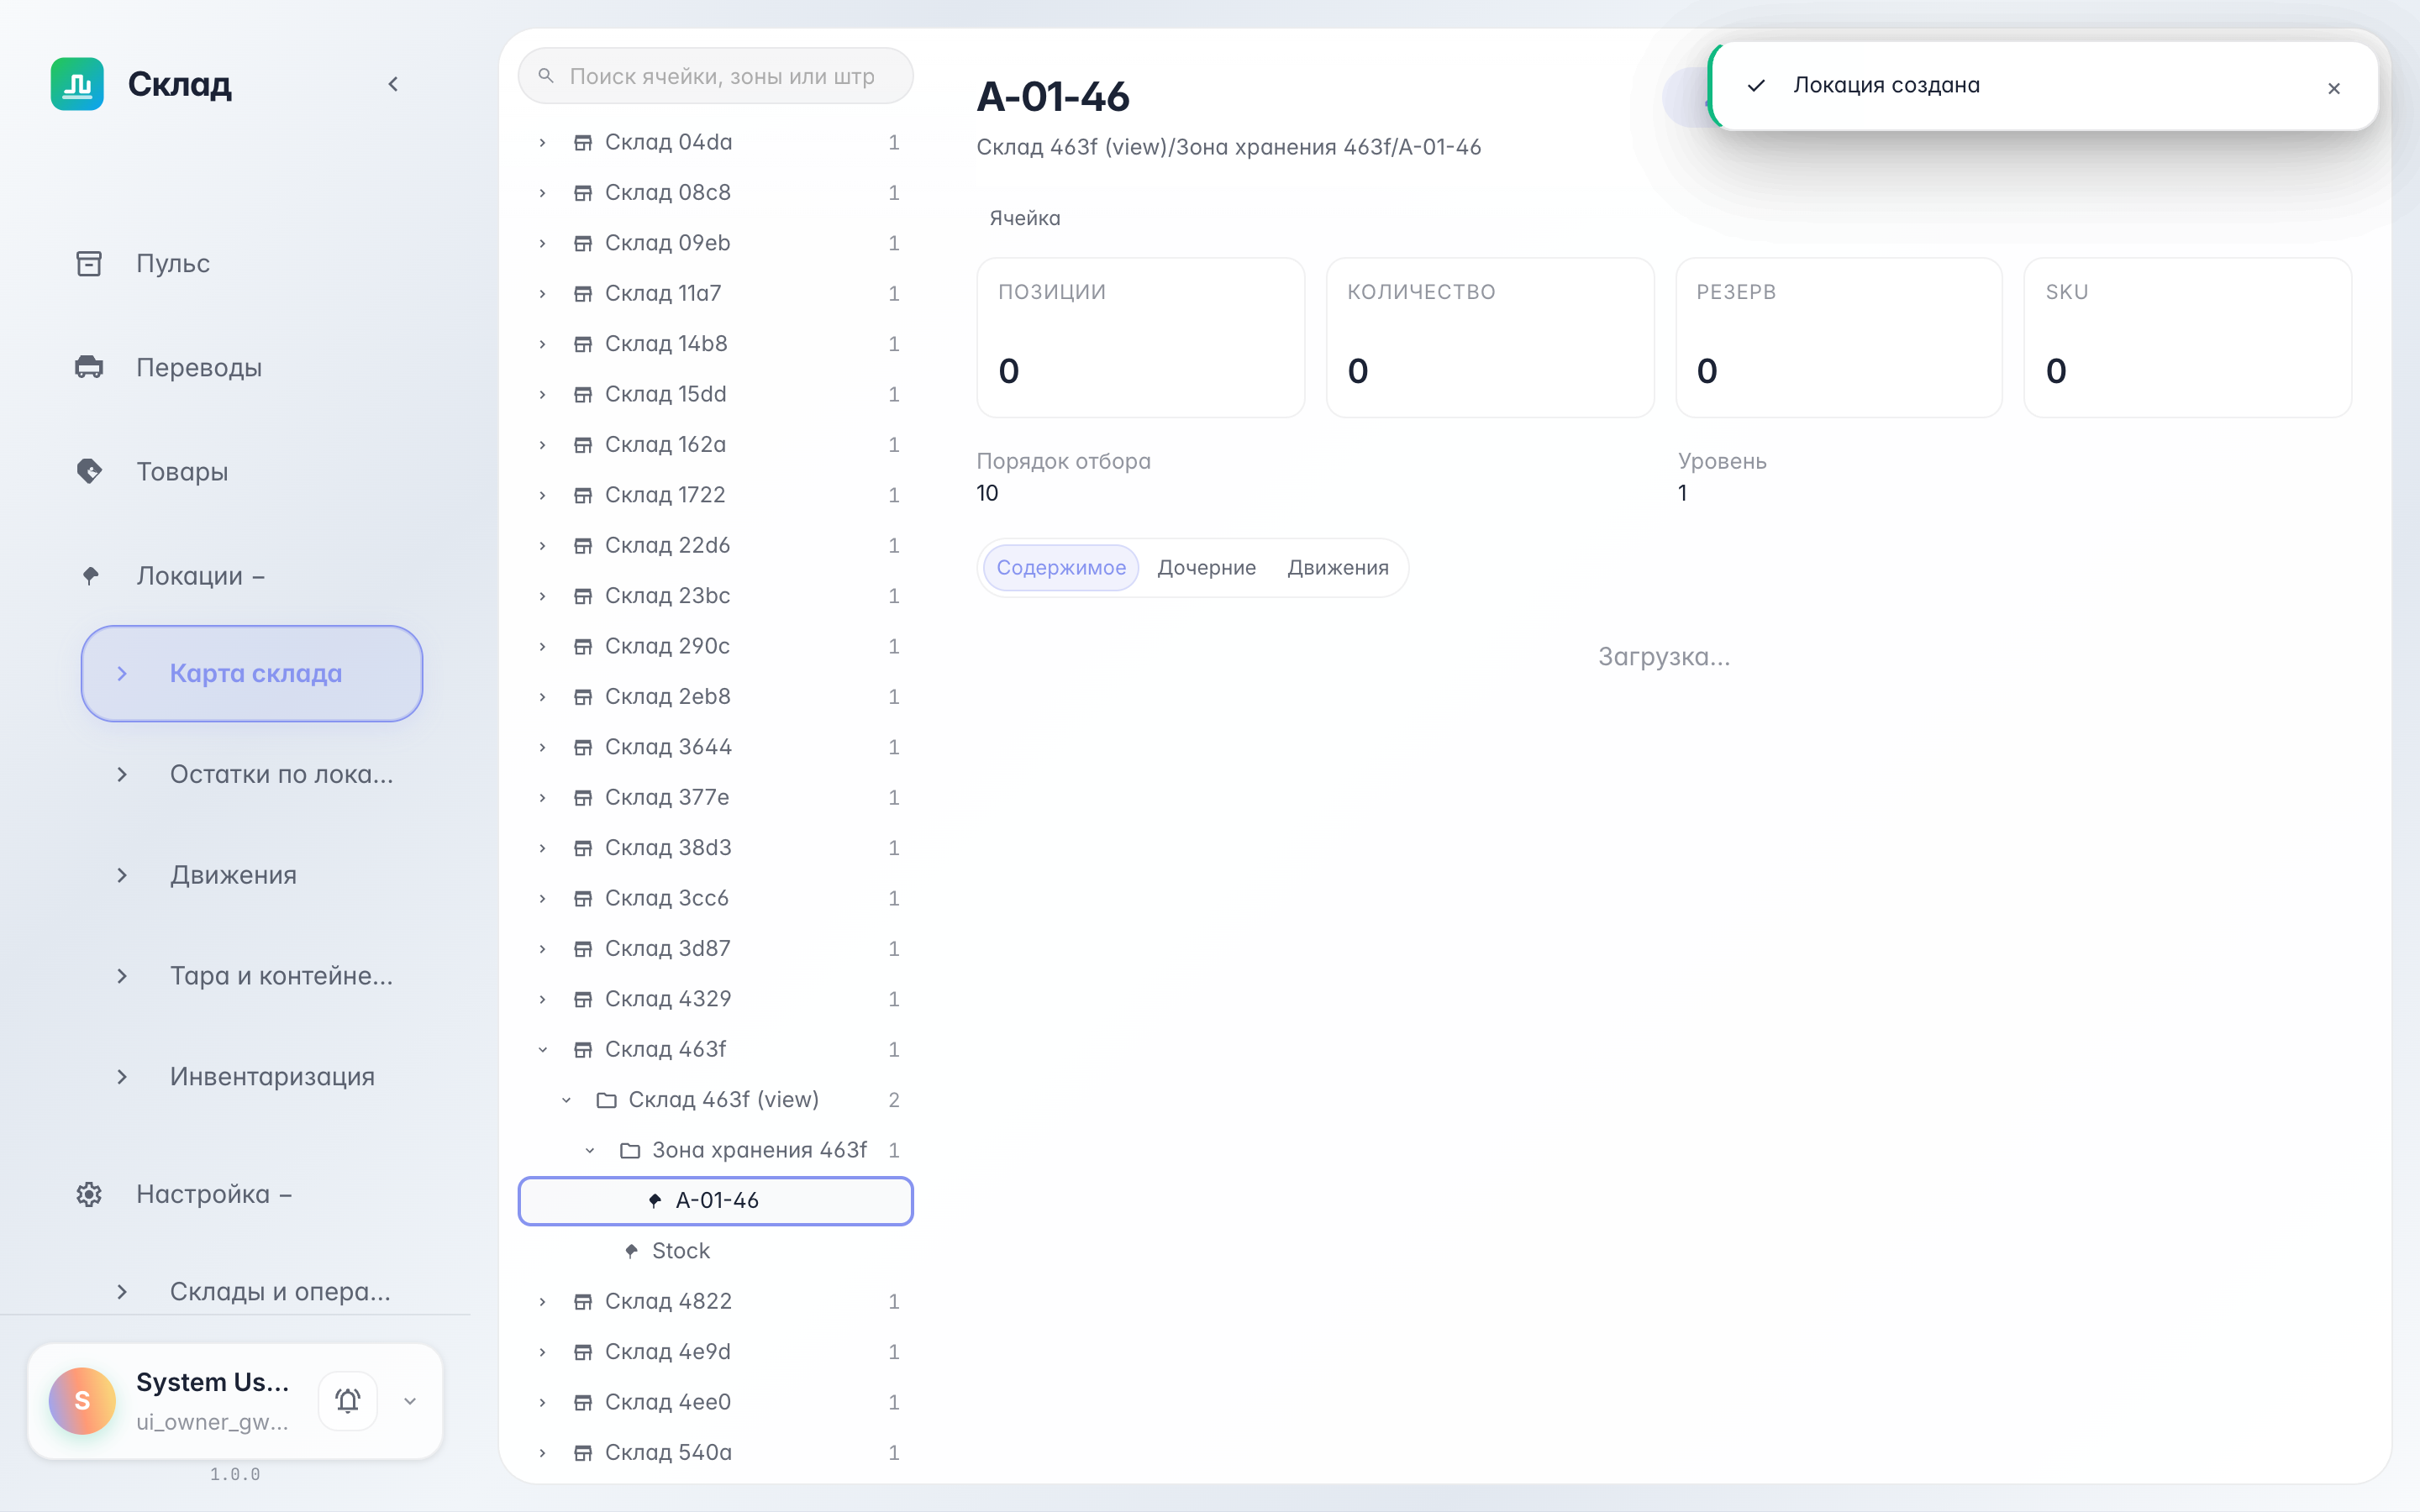 Склад
Пульс
Переводы
Товары
Локации –
Карта склада
Остатки по лока...
Движения
Тара и контейне...
Инвентаризация
Настройка –
Склады и опера...
S
System Us...
ui_owner_gw...
1.0.0
Поиск ячейки, зоны или штр
Склад 04da 1
Склад 08c8 1
Склад 09eb 1
Склад 11a7 1
Склад 14b8 1
Склад 15dd 1
Склад 162a 1
Склад 1722 1
Склад 22d6 1
Склад 23bc 1
Склад 290c 1
Склад 2eb8 1
Склад 3644 1
Склад 377e 1
Склад 38d3 1
Склад 3cc6 1
Склад 3d87 1
Склад 4329 1
Склад 463f 1
Склад 463f (view) 2
Зона хранения 463f 1
A-01-46
Stock
Склад 4822 1
Склад 4e9d 1
Склад 4ee0 1
Склад 540a 1
A-01-46
Склад 463f (view)/Зона хранения 463f/A-01-46
Локация создана
Ячейка
ПОЗИЦИИ
0
КОЛИЧЕСТВО
0
РЕЗЕРВ
0
SKU
0
Порядок отбора
10
Уровень
1
Содержимое Дочерние Движения
Загрузка...